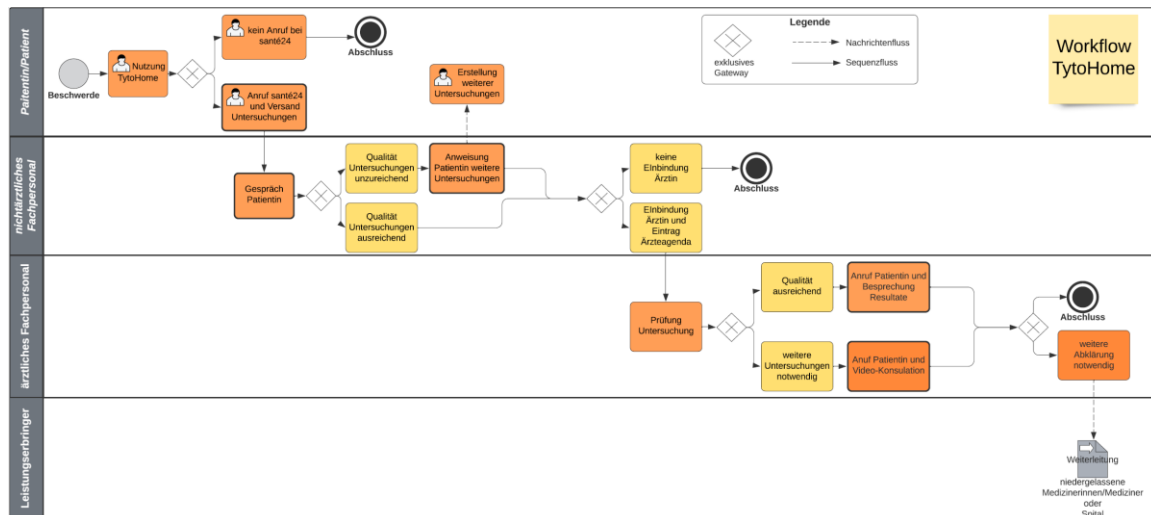 Paitentin/Patient
Beschwerde
Nutzung
TytoHome
kein Anruf bei
santé24
Abschluss
Anruf santé24
und Versand
Untersuchungen
Erstellung
weiterer
Untersuchungen
Legende
exklusives
Gateway
Nachrichtenfluss
Sequenzfluss
Workflow
TytoHome
nichtärztliches
Fachpersonal
Gespräch
Patientin
Qualität
Untersuchungen
unzureichend
Anweisung
Patientin weitere
Untersuchungen
Qualität
Untersuchungen
ausreichend
keine
EInbindung
Ärztin
Abschluss
EInbindung
Ärztin und
Eintrag
Ärzteagenda
ärztliches Fachpersonal
Prüfung
Untersuchung
Qualität
ausreichend
Anruf Patientin und
Besprechung
Resultate
weitere
Untersuchungen
notwendig
Anuf Patientin und
Video-Konsulation
Abschluss
weitere
Abklärung
notwendig
Leistungserbringer
Weiterleitung
niedergelassene
Medizinerinnen/Mediziner
oder
Spital